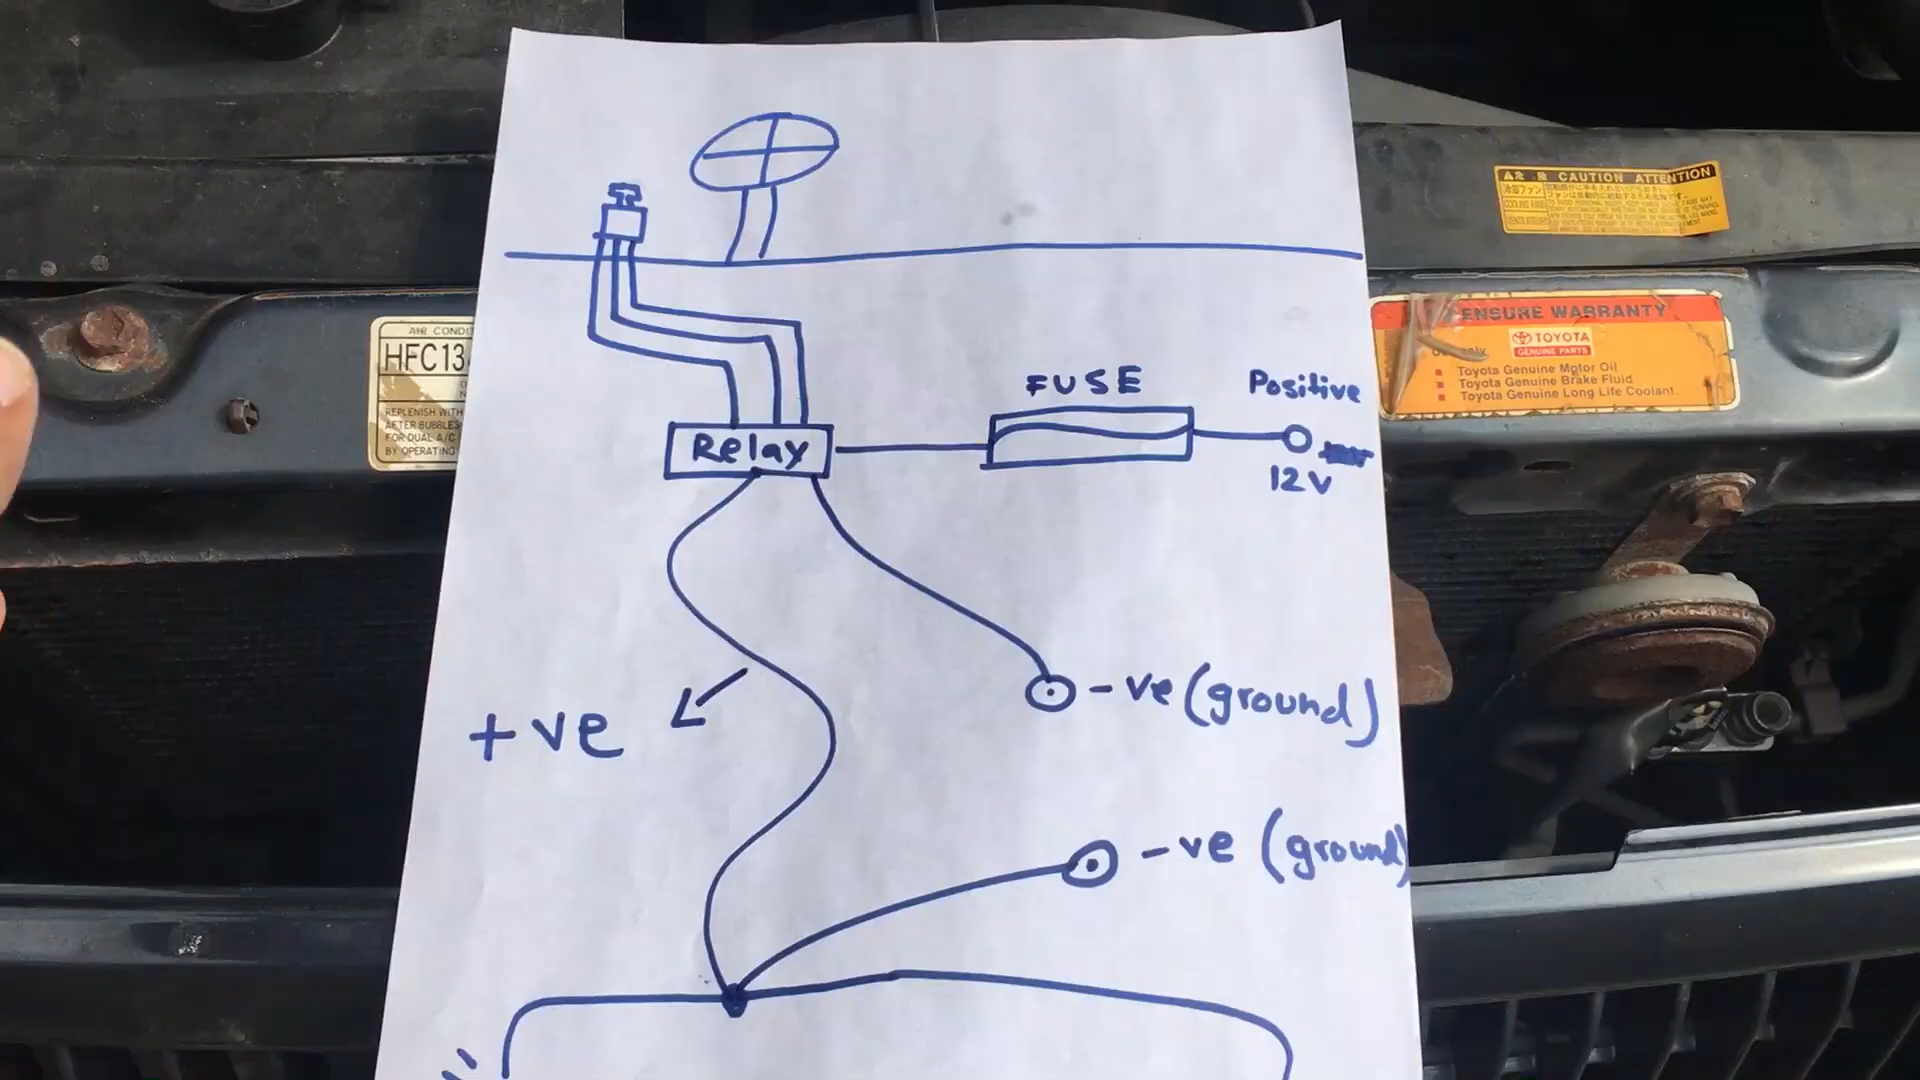 CAUTION ATTENTION
AIR CONDI
HFC13
REPLENISH WITH
AFTER BUBBLES
FOR DUAL A/C
BY OPERATING
ENSURE WARRANTY
TOYOTA
GENUINE PARTS
Toyota Genuine Motor Oil
Toyota Genuine Brake Fluid
Toyota Genuine Long Life Coolant.
FUSE
Positive
Relay
12V
-ve (ground)
+ve
-ve (ground)